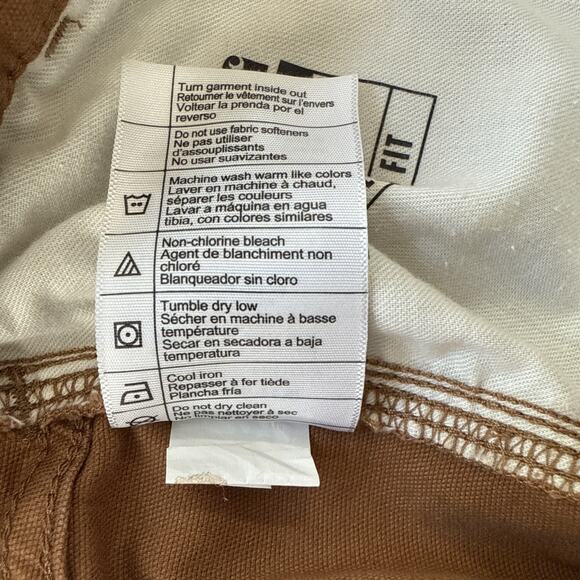 Turn garment inside out
Retourner le vêtement sur l'envers
Voltear la prenda por el
reverso
Do not use fabric softeners
Ne pas utiliser
d'assouplissants
No usar suavizantes
Machine wash warm like colors
Laver en machine à chaud,
séparer les couleurs
Lavar a máquina en agua
tibia, con colores similares
Non-chlorine bleach
Agent de blanchiment non
chloré
Blanqueador sin cloro
Tumble dry low
Sécher en machine à basse
température
Secar en secadora a baja
temperatura
Cool iron
Repasser à fer tiède
Plancha fría
Do not dry clean
Ne pas nettoyer à sec
No limpiar en seco
FIT